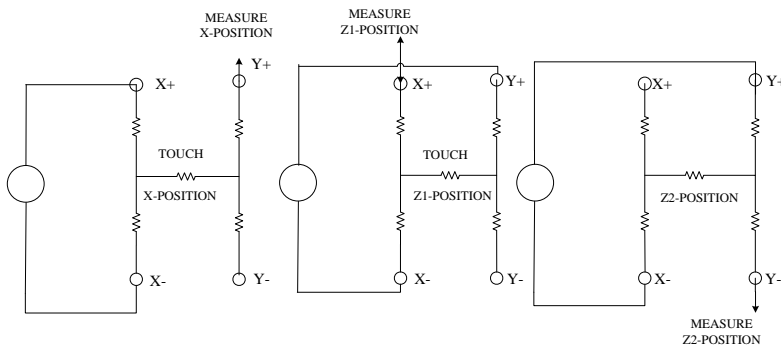 MEASURE
X-POSITION
X+
Y+
TOUCH
X-POSITION
X-
Y-
MEASURE
Z1-POSITION
X+
Y+
TOUCH
Z1-POSITION
X-
Y-
X+
Y+
Z2-POSITION
X-
Y-
MEASURE
Z2-POSITION